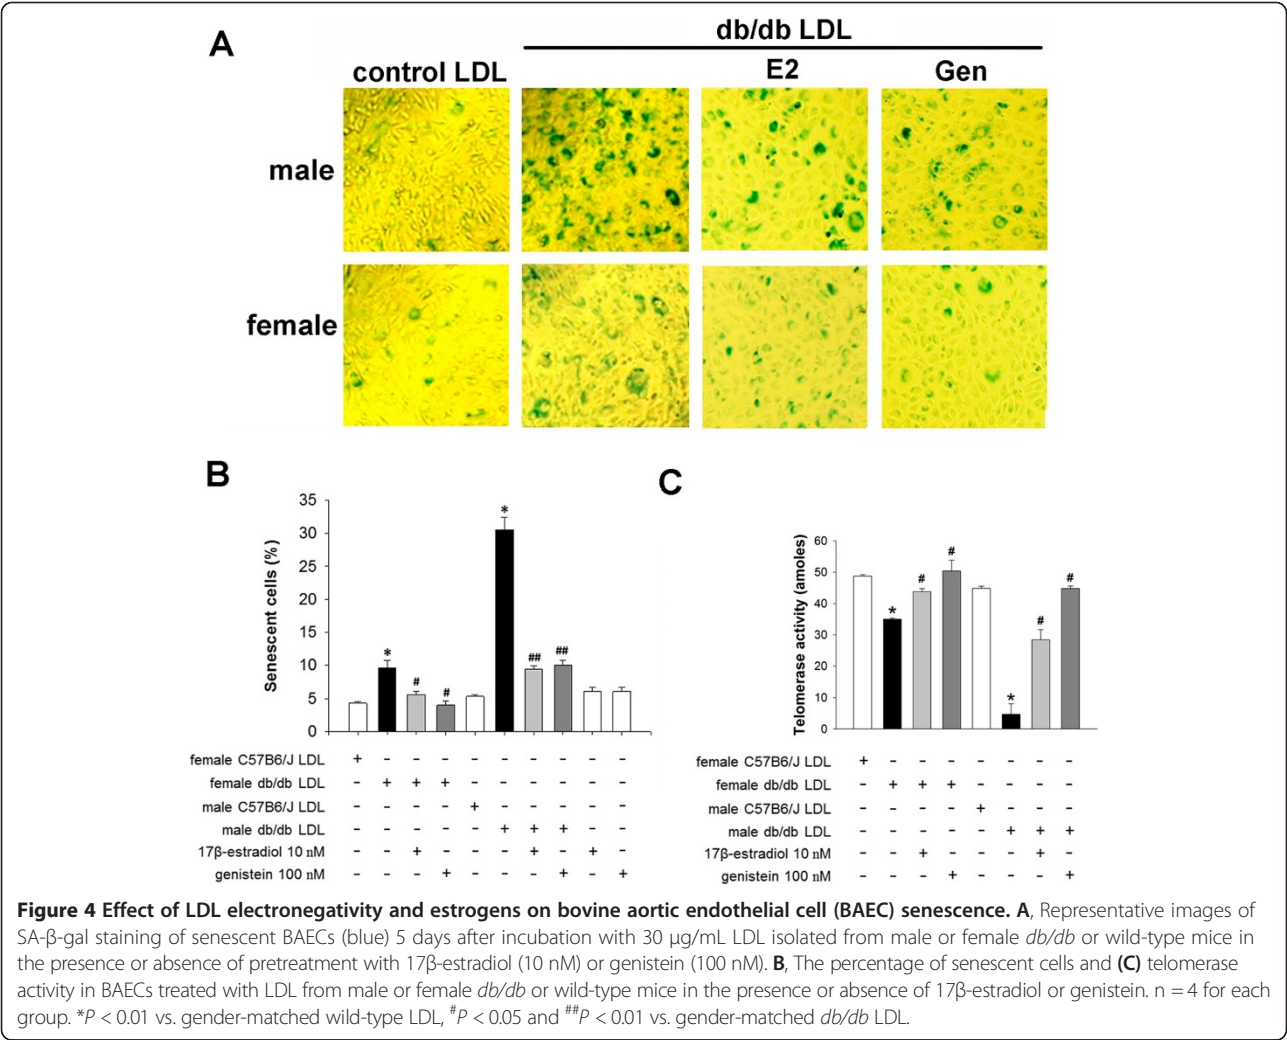 A
db/db LDL
control LDL
E2
Gen
male
female
B
Senescent cells (%)
35
30
25
20
15
10
5
0
*
#
#
*
##
##
female C57B6/J LDL + – – – – – – – – –
female db/db LDL – + + + – – – – – –
male C57B6/J LDL – – – – + – – – – –
male db/db LDL – – – – – + + + – –
17β-estradiol 10 nM – – + – – – + – + –
genistein 100 nM – – – + – – – + – +
C
Telomerase activity (amoles)
60
50
40
30
20
10
0
*
#
#
*
#
#
female C57B6/J LDL + – – – – – – –
female db/db LDL – + + + – – – –
male C57B6/J LDL – – – – + – – –
male db/db LDL – – – – – + + +
17β-estradiol 10 nM – – + – – – + –
genistein 100 nM – – – + – – – +
Figure 4 Effect of LDL electronegativity and estrogens on bovine aortic endothelial cell (BAEC) senescence. A, Representative images of
SA-β-gal staining of senescent BAECs (blue) 5 days after incubation with 30 μg/mL LDL isolated from male or female db/db or wild-type mice in
the presence or absence of pretreatment with 17β-estradiol (10 nM) or genistein (100 nM). B, The percentage of senescent cells and (C) telomerase
activity in BAECs treated with LDL from male or female db/db or wild-type mice in the presence or absence of 17β-estradiol or genistein. n = 4 for each
group. *P < 0.01 vs. gender-matched wild-type LDL, #P < 0.05 and ##P < 0.01 vs. gender-matched db/db LDL.